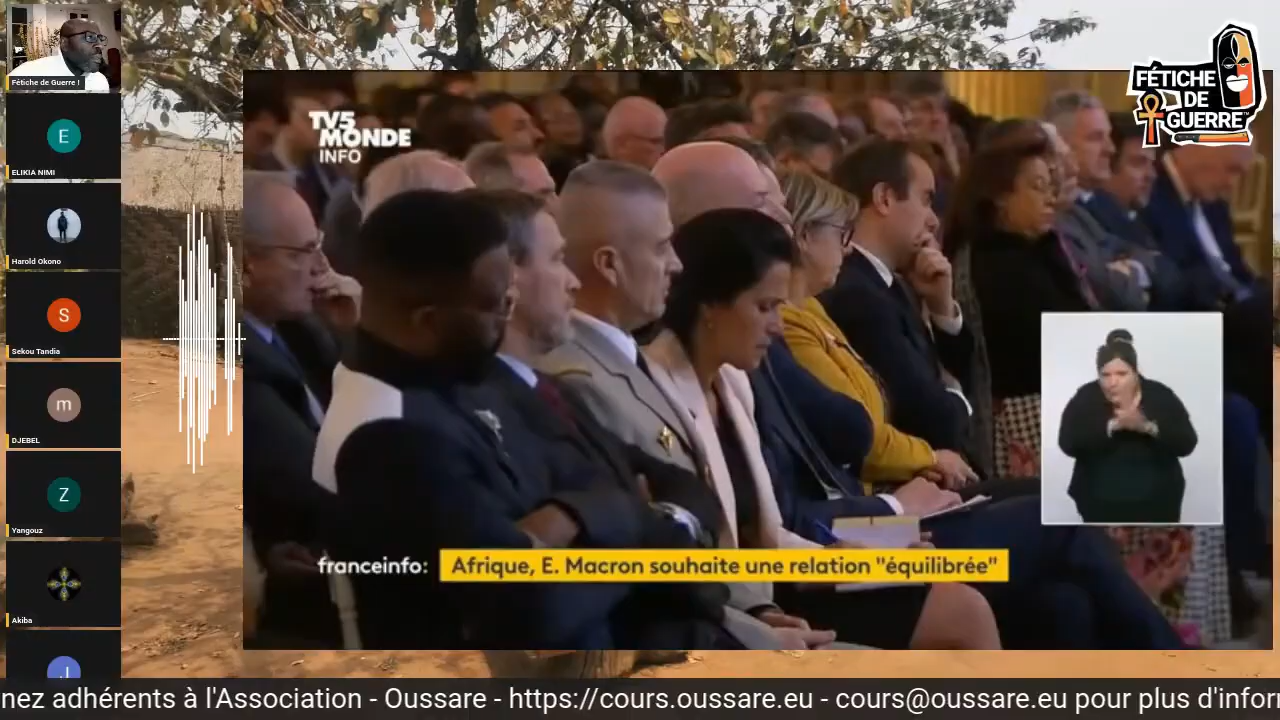 Fétiche de Guerre !
E
ELIKIA NIMI
Harold Okono
S
Sekou Tandia
m
DJEBEL
Z
Yangouz
Akiba
J
TV5
MONDE
INFO
FÉTICHE
DE
GUERRE
franceinfo: Afrique, E. Macron souhaite une relation "équilibrée"
nez adhérents à l'Association - Oussare - https://cours.oussare.eu - cours@oussare.eu pour plus d'infor